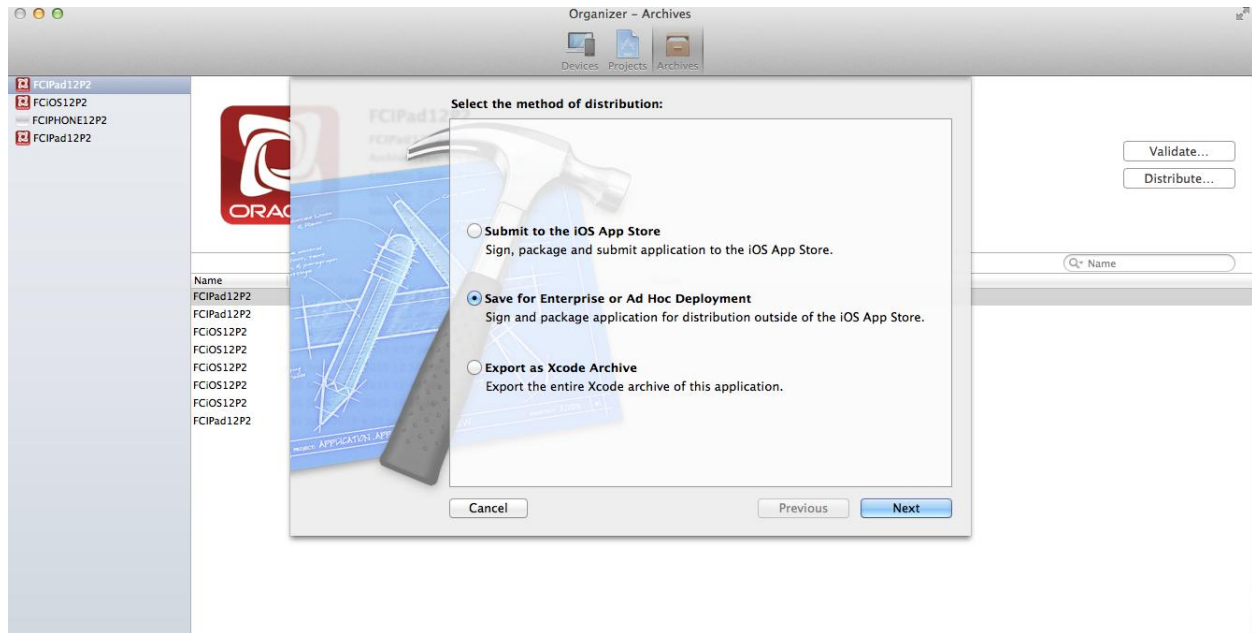 Organizer – Archives
Devices Projects Archives
FCIPad12P2
FCiOS12P2
FCIPHONE12P2
FCIPad12P2
Select the method of distribution:
FCIPad12P2
ORAC
Validate...
Distribute...
Submit to the iOS App Store
Sign, package and submit application to the iOS App Store.
Name
Name
FCIPad12P2
FCIPad12P2
FCiOS12P2
FCiOS12P2
FCiOS12P2
FCiOS12P2
FCIPad12P2
Save for Enterprise or Ad Hoc Deployment
Sign and package application for distribution outside of the iOS App Store.
Export as Xcode Archive
Export the entire Xcode archive of this application.
PROJECT: APPLICATION.APP
Cancel
Previous
Next